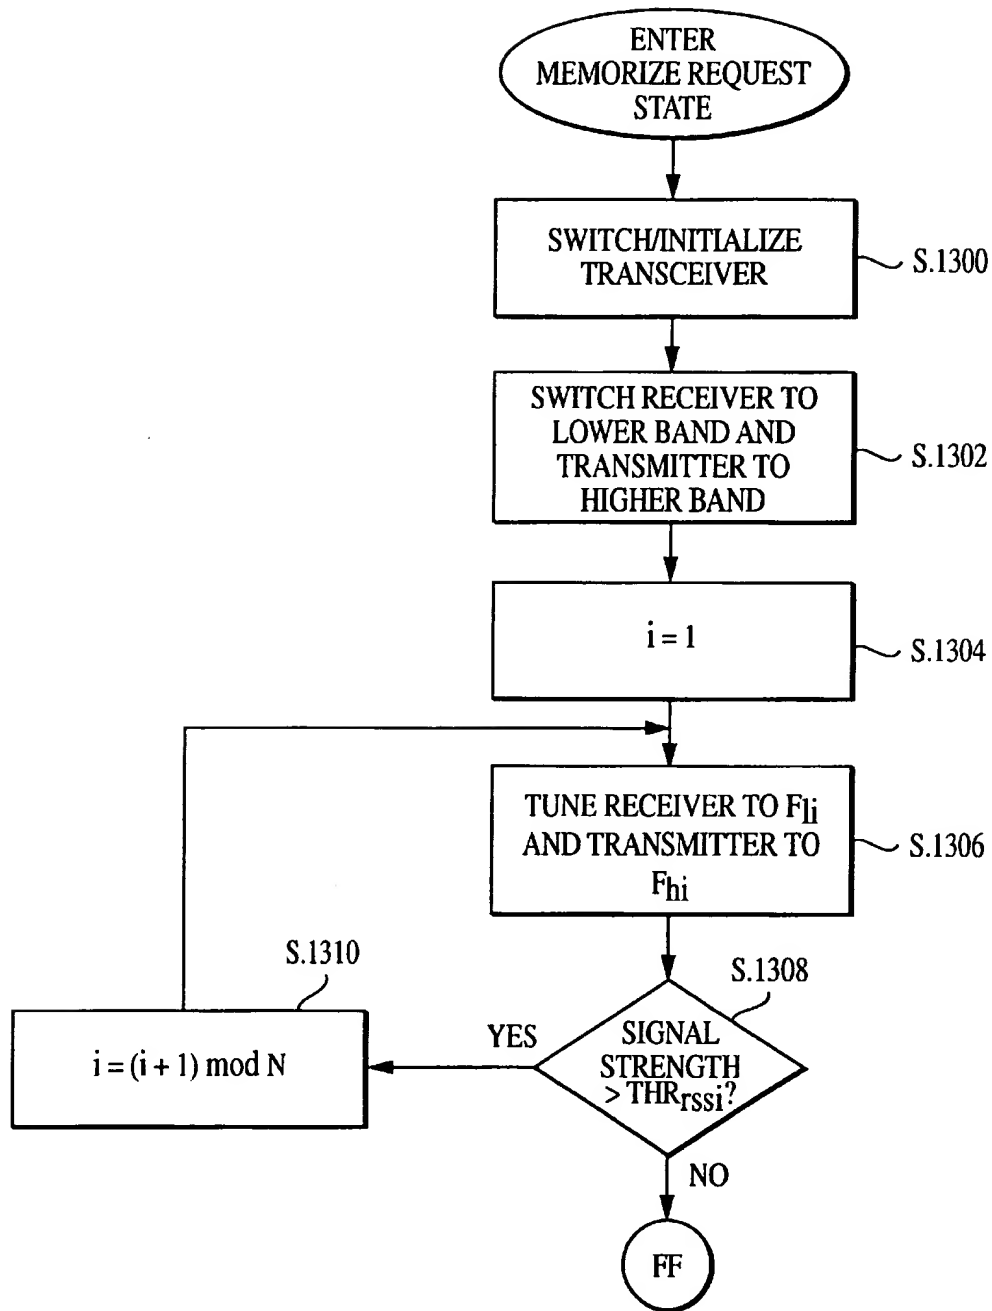 ENTER
MEMORIZE REQUEST
STATE
SWITCH/INITIALIZE
TRANSCEIVER
S.1300
SWITCH RECEIVER TO
LOWER BAND AND
TRANSMITTER TO
HIGHER BAND
S.1302
i = 1
S.1304
TUNE RECEIVER TO Fli
AND TRANSMITTER TO
Fhi
S.1306
S.1310
i = (i + 1) mod N
YES
S.1308
SIGNAL
STRENGTH
> THRrssi?
NO
FF